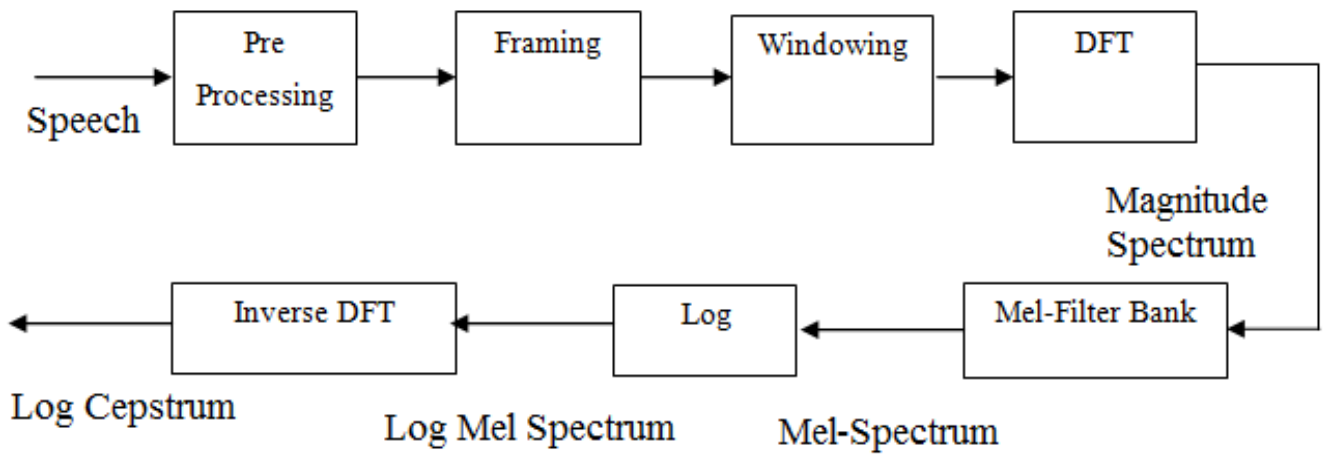 Pre
Processing
Framing
Windowing
DFT
Speech
Magnitude
Spectrum
Mel-Filter Bank
Log
Inverse DFT
Mel-Spectrum
Log Mel Spectrum
Log Cepstrum